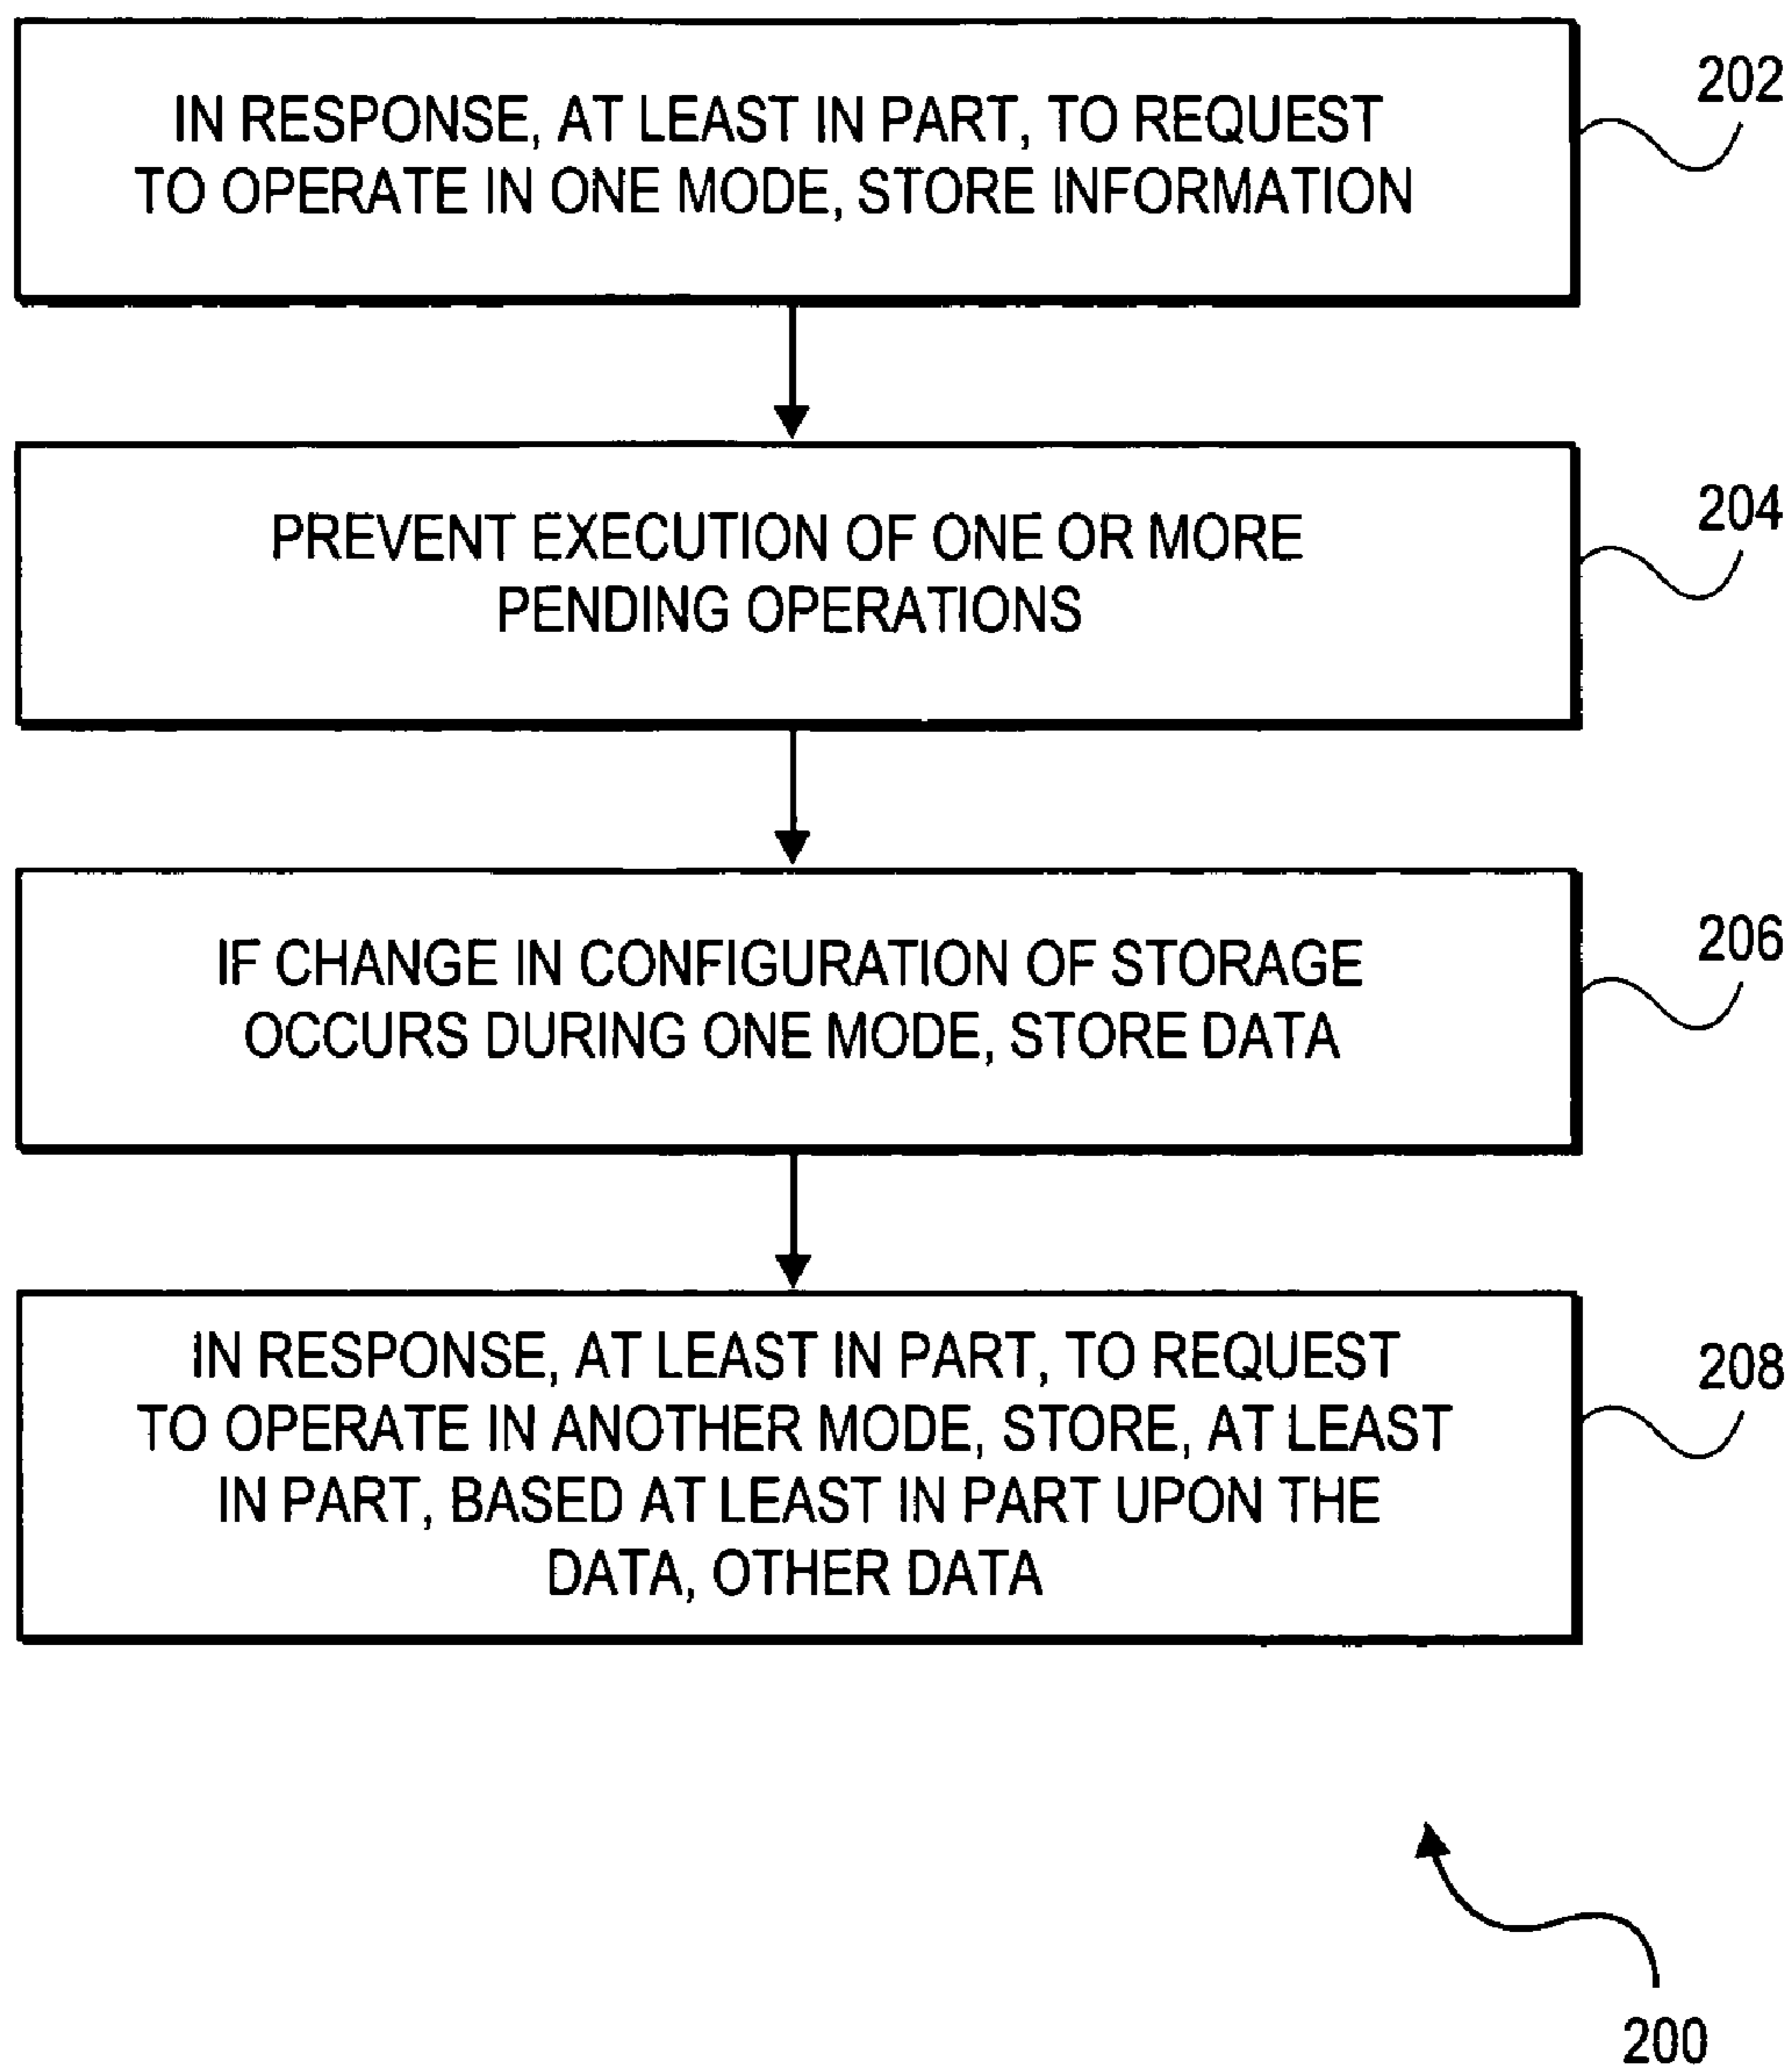 IN RESPONSE, AT LEAST IN PART, TO REQUEST
TO OPERATE IN ONE MODE, STORE INFORMATION
202
PREVENT EXECUTION OF ONE OR MORE
PENDING OPERATIONS
204
IF CHANGE IN CONFIGURATION OF STORAGE
OCCURS DURING ONE MODE, STORE DATA
206
IN RESPONSE, AT LEAST IN PART, TO REQUEST
TO OPERATE IN ANOTHER MODE, STORE, AT LEAST
IN PART, BASED AT LEAST IN PART UPON THE
DATA, OTHER DATA
208
200